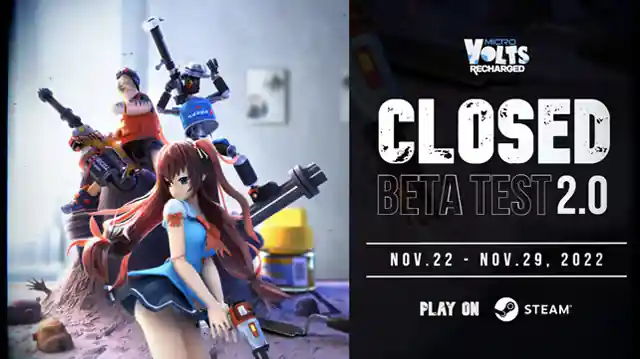 MICRO
VOLTS
RECHARGED
CLOSED
BETA TEST 2.0
NOV.22 - NOV.29, 2022
PLAY ON STEAM®